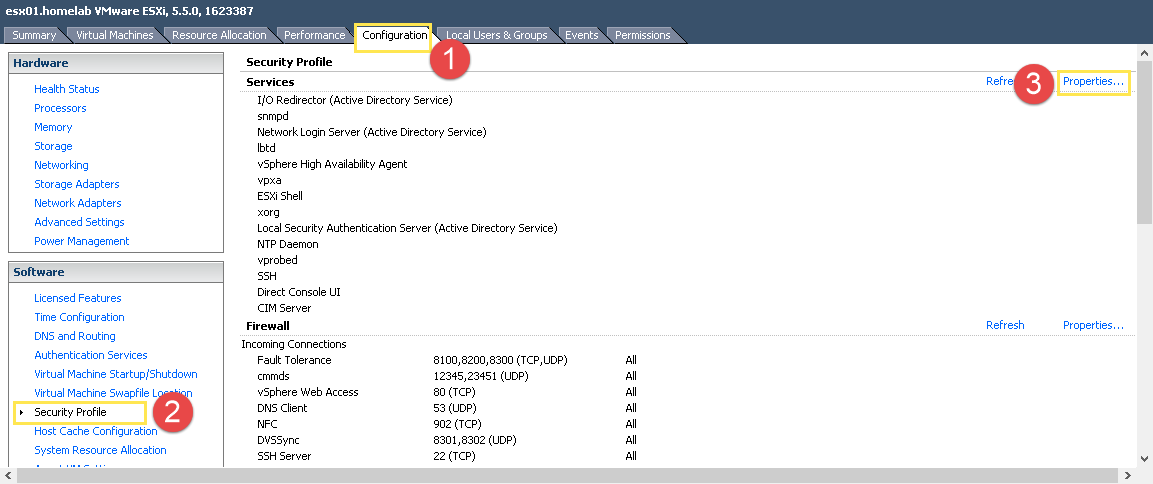 esx01.homelab VMware ESXi, 5.5.0, 1623387
Summary Virtual Machines Resource Allocation Performance Configuration Local Users & Groups Events Permissions
1
Hardware
Health Status
Processors
Memory
Storage
Networking
Storage Adapters
Network Adapters
Advanced Settings
Power Management
Software
Licensed Features
Time Configuration
DNS and Routing
Authentication Services
Virtual Machine Startup/Shutdown
Virtual Machine Swapfile Location
Security Profile
2
Host Cache Configuration
System Resource Allocation
Security Profile
Services Refresh 3 Properties...
I/O Redirector (Active Directory Service)
snmpd
Network Login Server (Active Directory Service)
lbtd
vSphere High Availability Agent
vpxa
ESXi Shell
xorg
Local Security Authentication Server (Active Directory Service)
NTP Daemon
vprobed
SSH
Direct Console UI
CIM Server
Firewall Refresh Properties...
Incoming Connections
Fault Tolerance 8100,8200,8300 (TCP,UDP) All
cmmds 12345,23451 (UDP) All
vSphere Web Access 80 (TCP) All
DNS Client 53 (UDP) All
NFC 902 (TCP) All
DVSSync 8301,8302 (UDP) All
SSH Server 22 (TCP) All